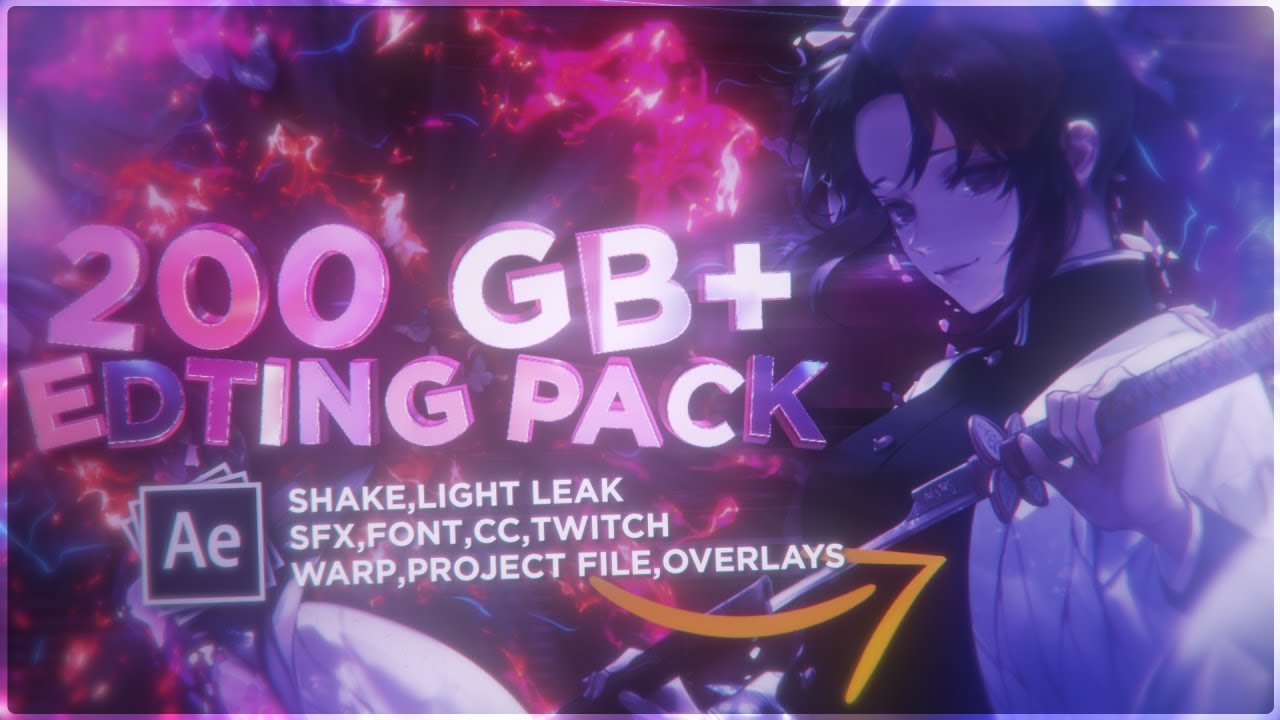 200 GB+
EDTING PACK
Ae
SHAKE,LIGHT LEAK
SFX,FONT,CC,TWITCH
WARP,PROJECT FILE,OVERLAYS